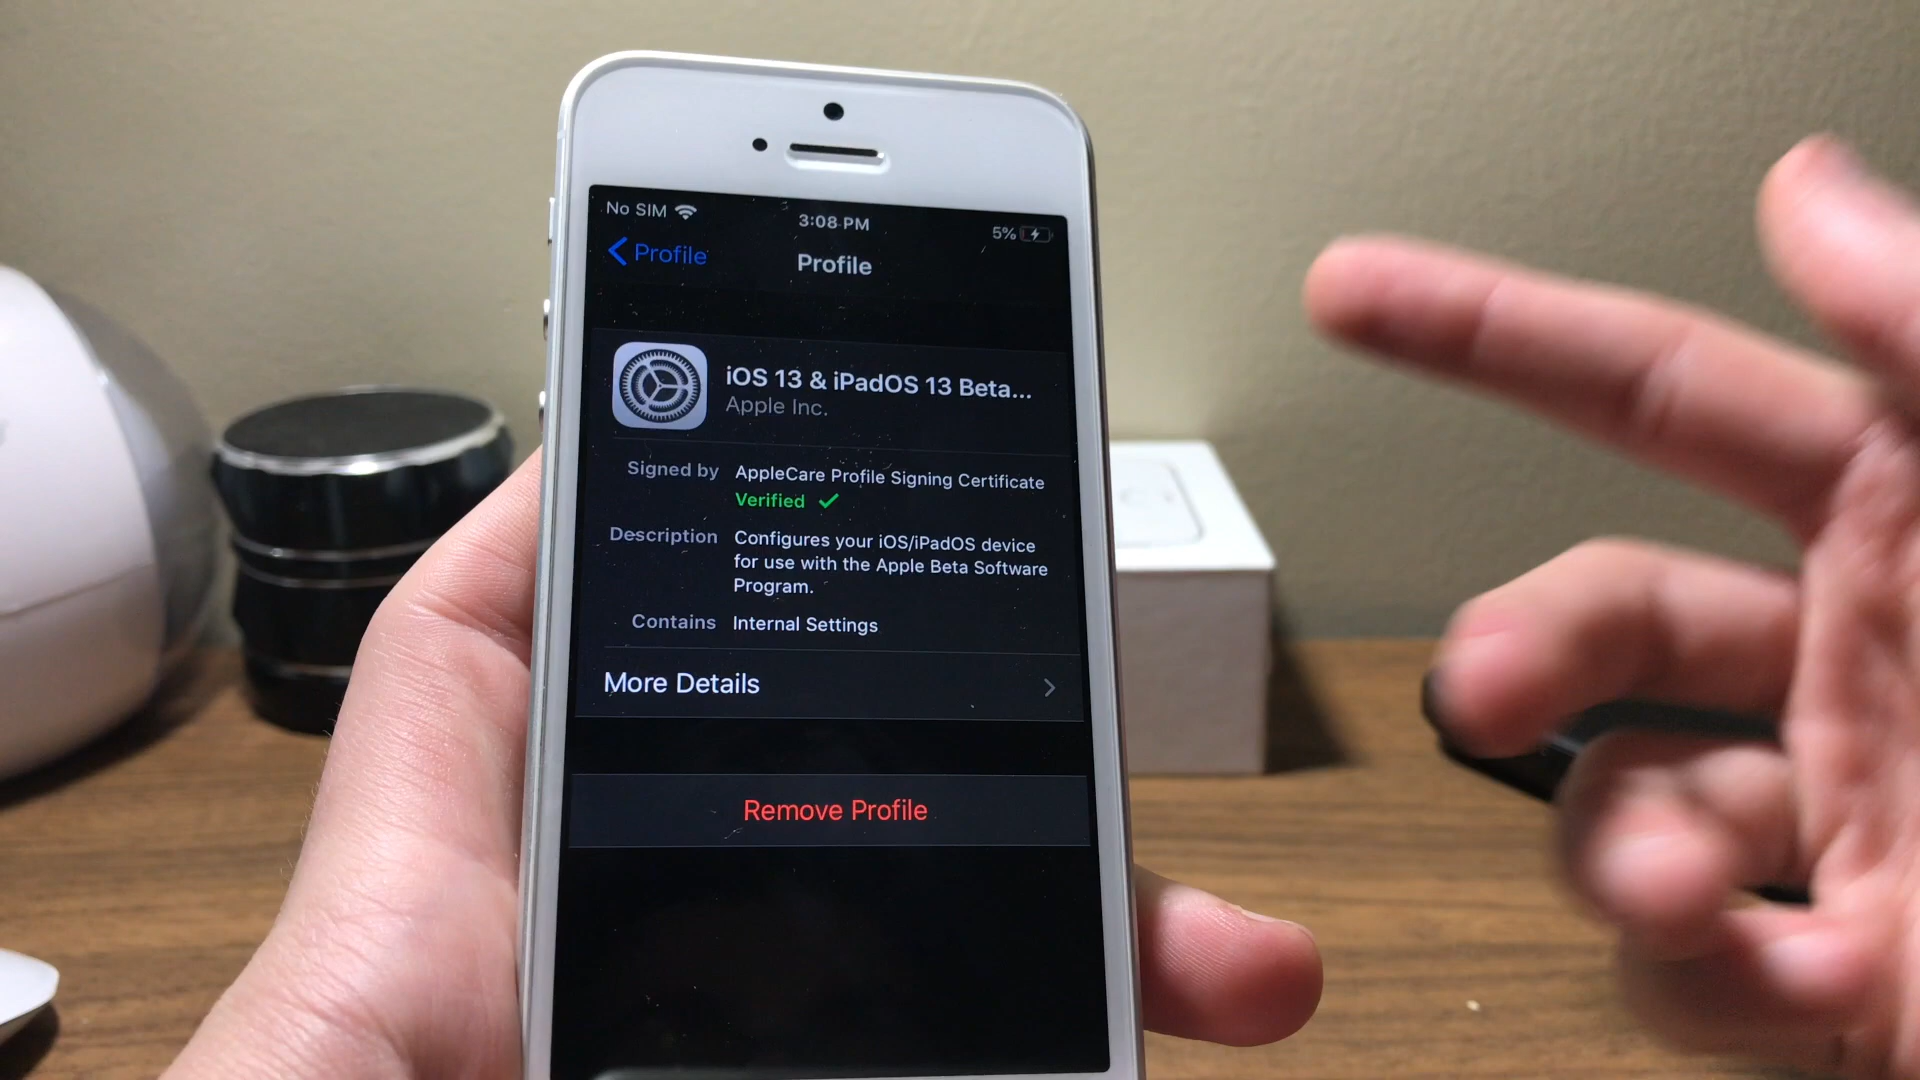 No SIM
3:08 PM
5%
Profile
Profile
iOS 13 & iPadOS 13 Beta...
Apple Inc.
Signed by
AppleCare Profile Signing Certificate
Verified
Description
Configures your iOS/iPadOS device
for use with the Apple Beta Software
Program.
Contains
Internal Settings
More Details
Remove Profile